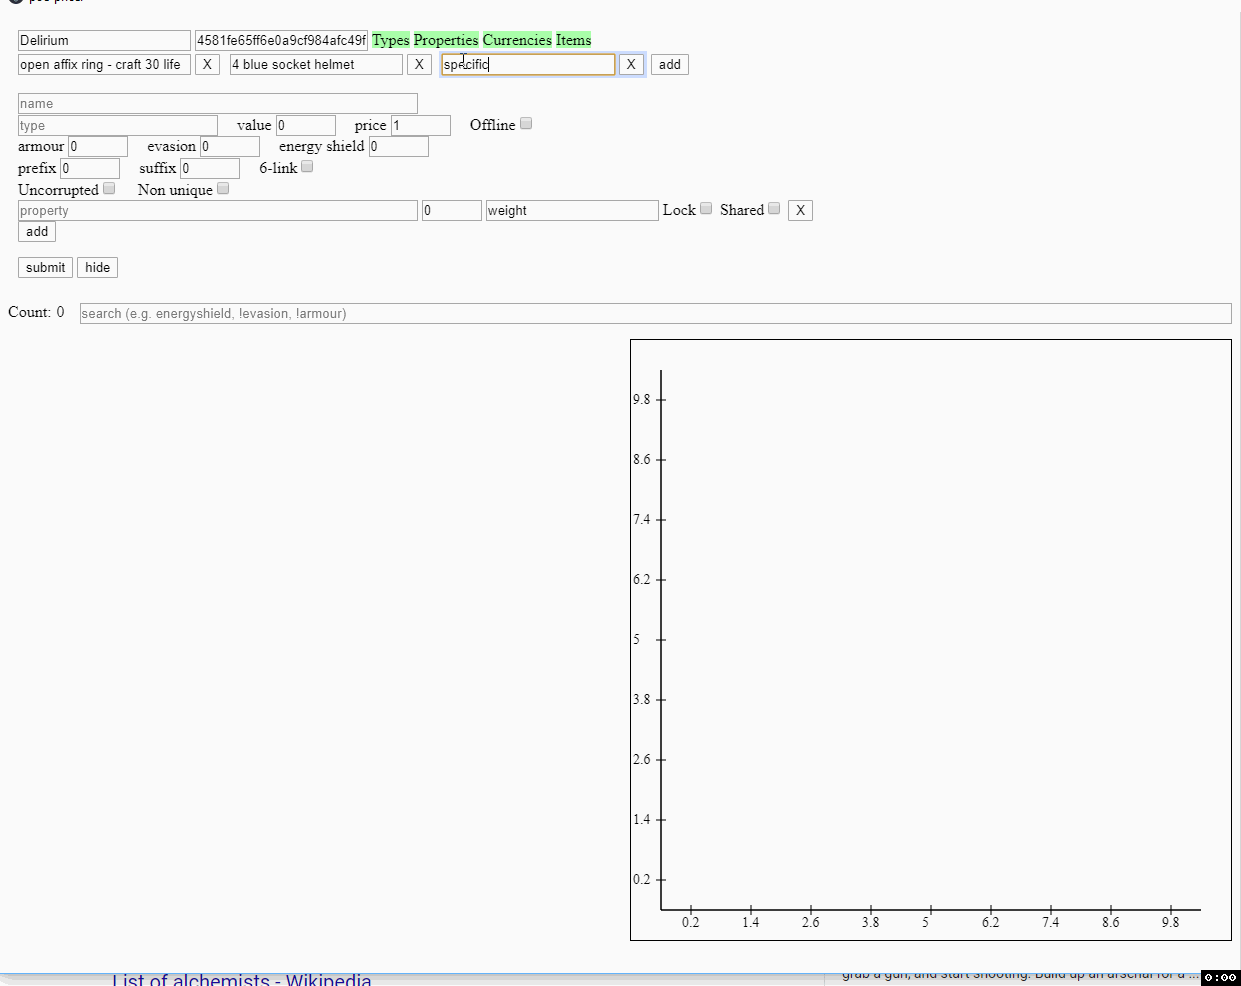 Delirium 4581fe65ff6e0a9cf984afc49f Types Properties Currencies Items
open affix ring - craft 30 life X 4 blue socket helmet X specific X add
name
type value 0 price 1 Offline
armour 0 evasion 0 energy shield 0
prefix 0 suffix 0 6-link
Uncorrupted Non unique
property 0 weight Lock Shared X
add
submit hide
Count: 0 search (e.g. energyshield, !evasion, !armour)
9.8
8.6
7.4
6.2
5
3.8
2.6
1.4
0.2
0.2 1.4 2.6 3.8 5 6.2 7.4 8.6 9.8
List of alchemists - Wikipedia
grab a gun, and start shooting! Build up an arsenal for a ...
0:00